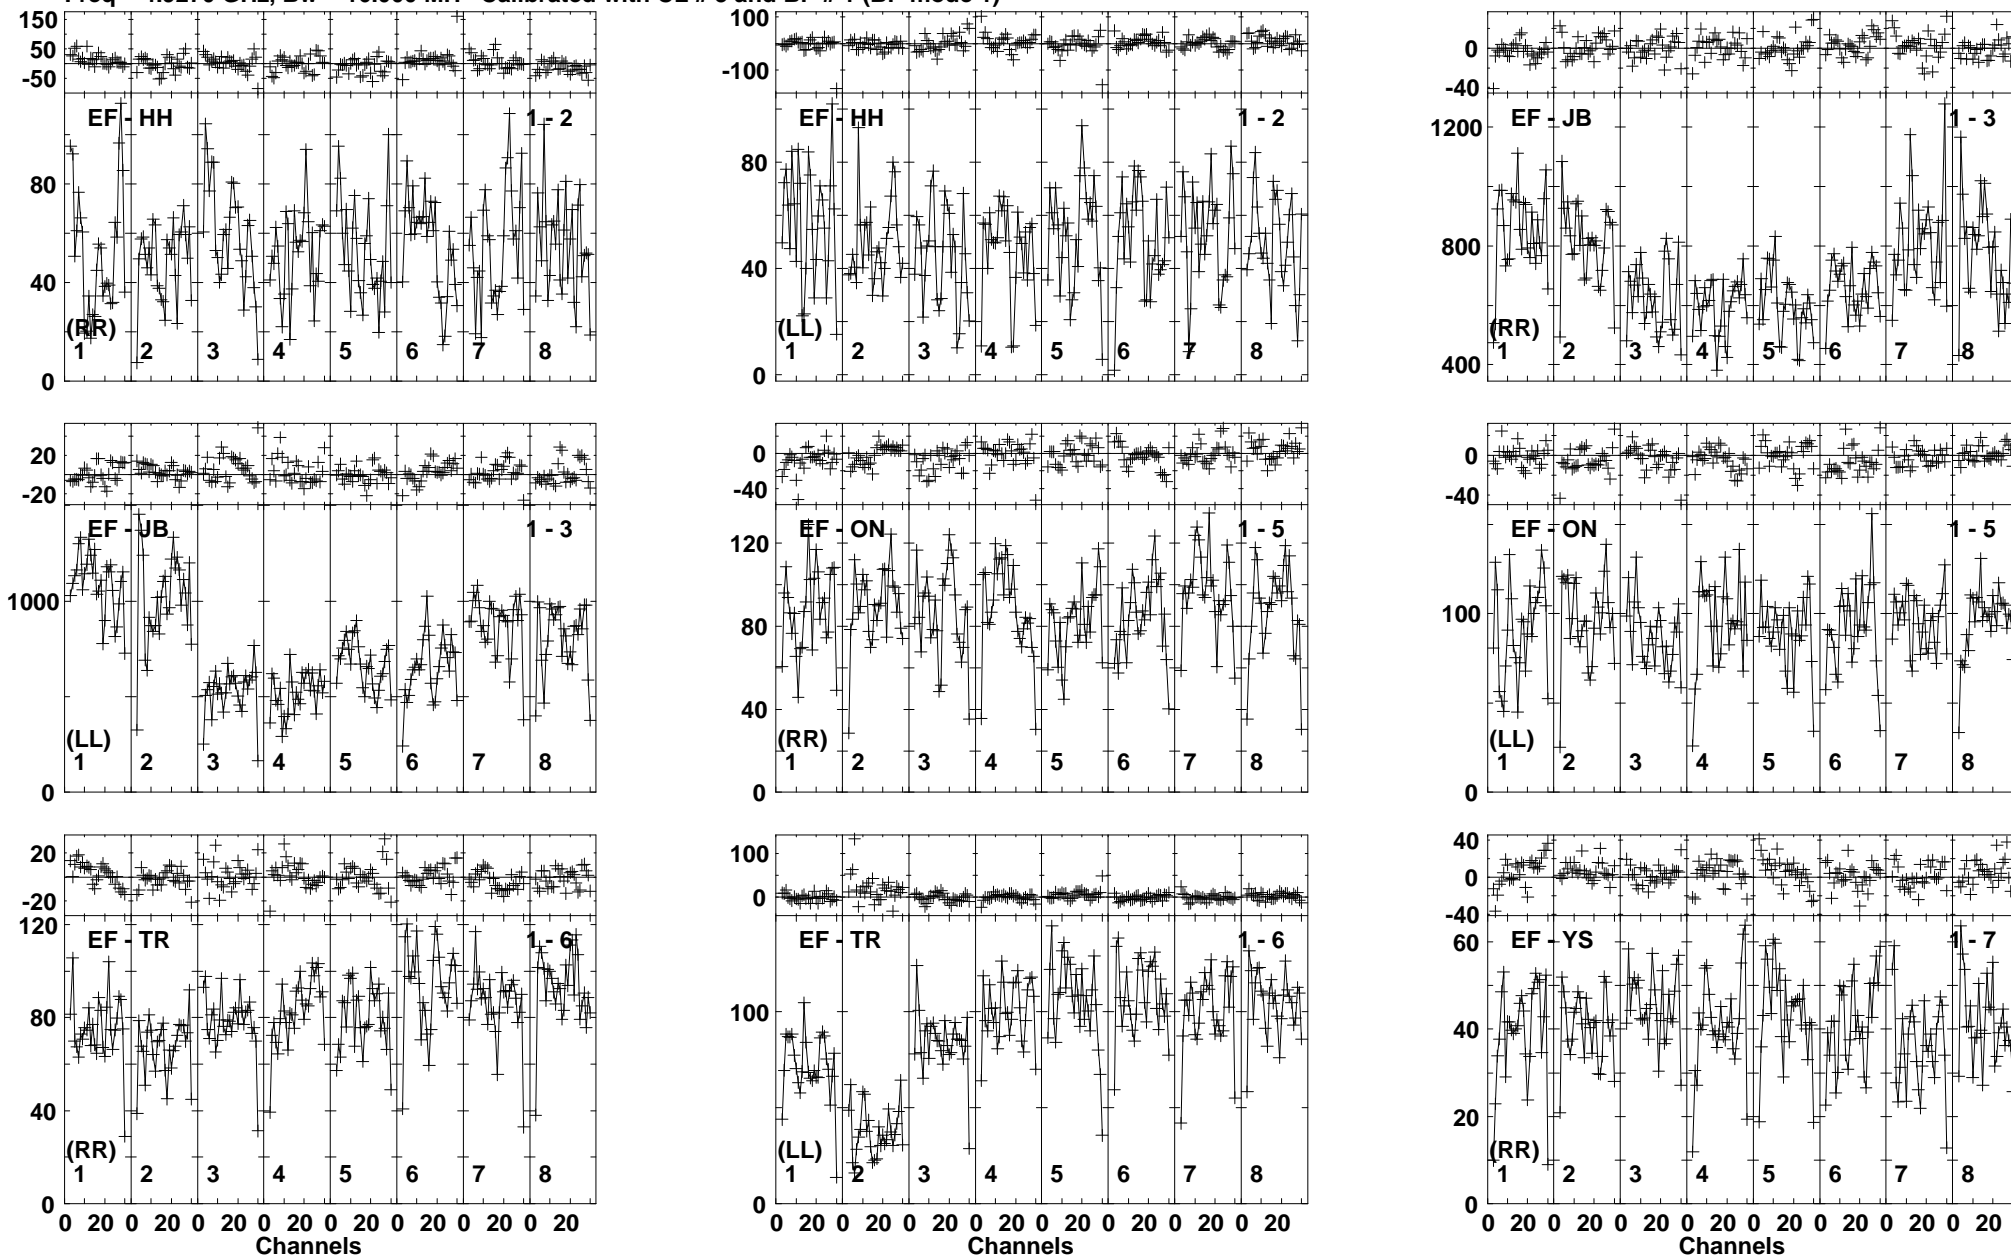 150 50 -50
EF - HH 1 - 2
80 40 0
(RR)
1 2 3 4 5 6 7 8
100 -100
EF - HH 1 - 2
80 40 0
(LL)
1 2 3 4 5 6 7 8
0 -40
EF - JB 1 - 3
1200 800 400
(RR)
1 2 3 4 5 6 7 8
20 -20
EF - JB 1 - 3
1000 0
(LL)
1 2 3 4 5 6 7 8
0 -40
EF - ON 1 - 5
120 80 40 0
(RR)
1 2 3 4 5 6 7 8
0 -40
EF - ON 1 - 5
100 0
(LL)
1 2 3 4 5 6 7 8
20 -20
EF - TR 1 - 6
120 80 40 0
(RR)
1 2 3 4 5 6 7 8
0 20 0 20 0 20 0 20 0 20 0 20 0 20 0 20
Channels
100 0
EF - TR 1 - 6
100 0
(LL)
1 2 3 4 5 6 7 8
0 20 0 20 0 20 0 20 0 20 0 20 0 20 0 20
Channels
40 0 -40
EF - YS 1 - 7
60 40 20 0
(RR)
1 2 3 4 5 6 7 8
0 20 0 20 0 20 0 20 0 20 0 20 0 20 0 20
Channels